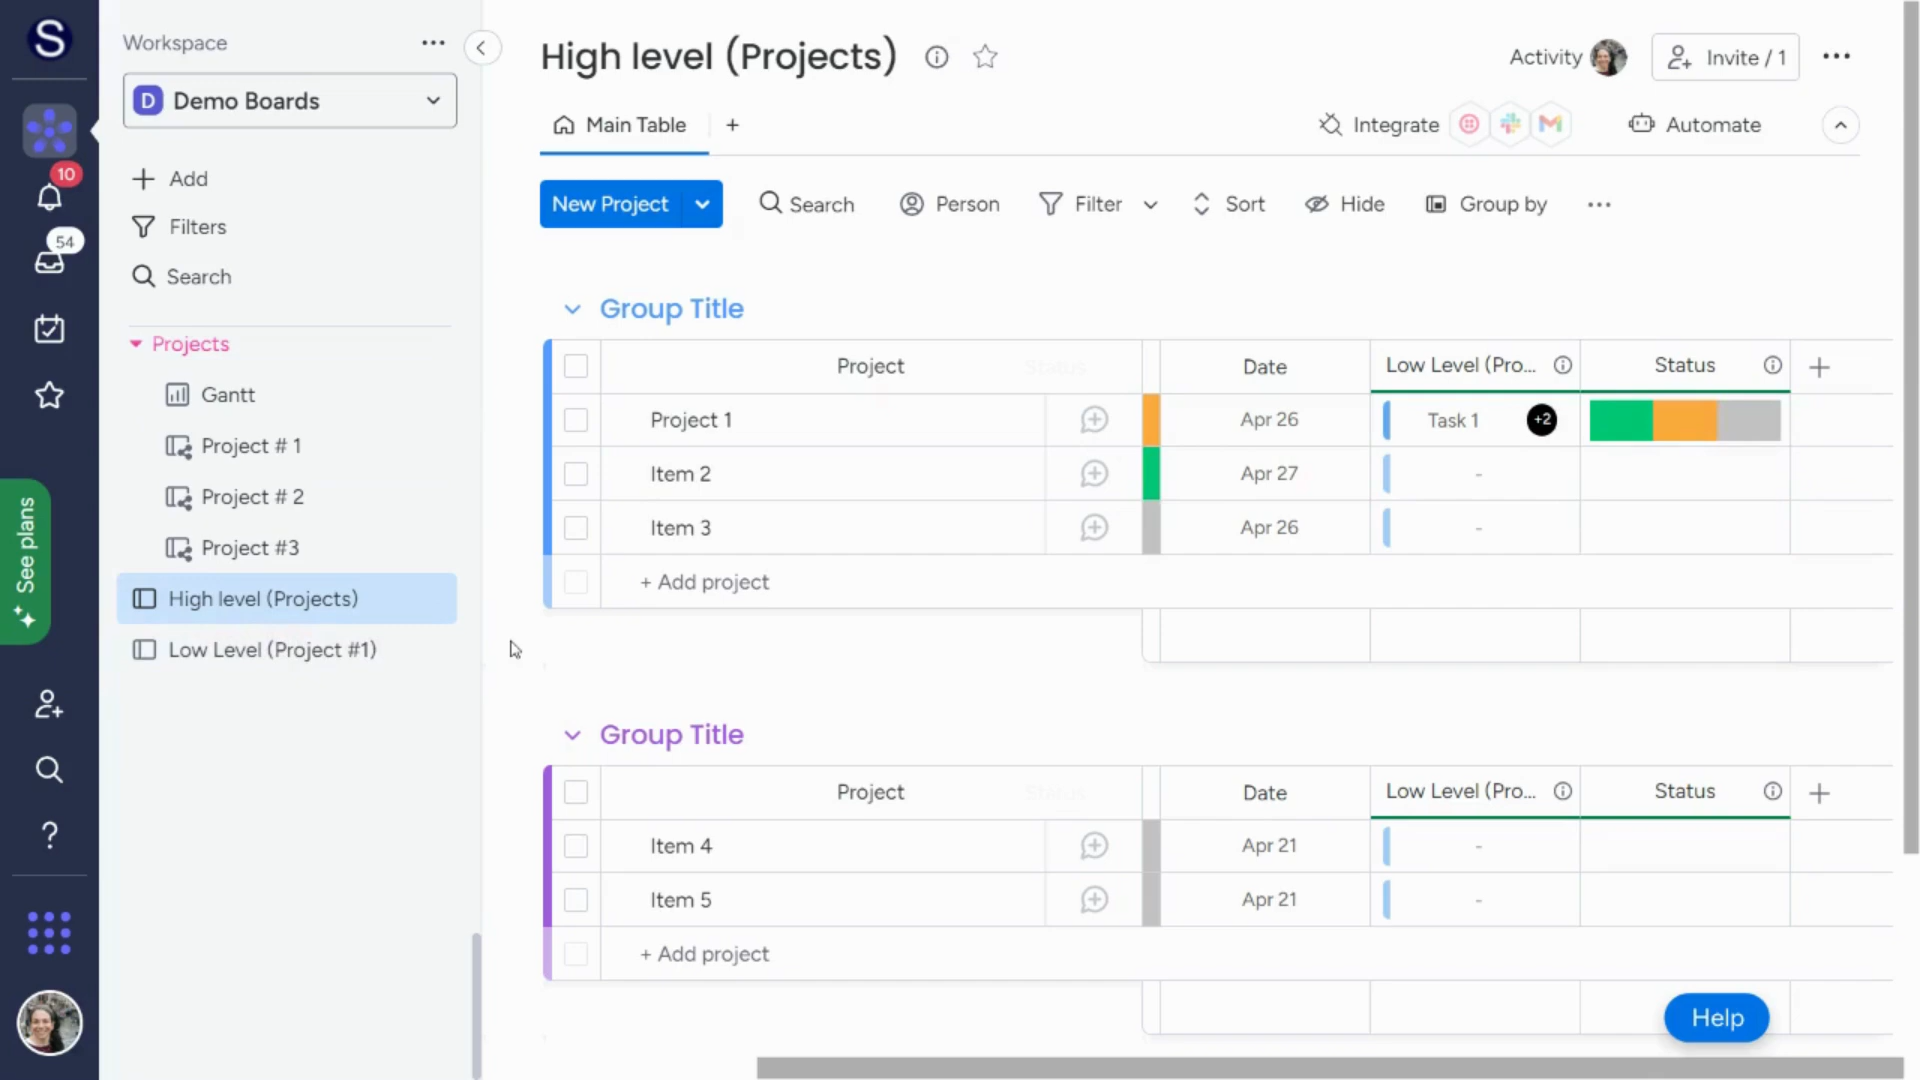 S
Workspace
D Demo Boards
10
54
See plans
Add
Filters
Search
Projects
Gantt
Project # 1
Project # 2
Project #3
High level (Projects)
Low Level (Project #1)
?
High level (Projects)
Activity
Invite / 1
Main Table
+
Integrate
Automate
New Project
Search
Person
Filter
Sort
Hide
Group by
Group Title
Project Status Date Low Level (Pro... Status
Project 1 Apr 26 Task 1 +2
Item 2 Apr 27 -
Item 3 Apr 26 -
+ Add project
Group Title
Project Status Date Low Level (Pro... Status
Item 4 Apr 21 -
Item 5 Apr 21 -
+ Add project
Help